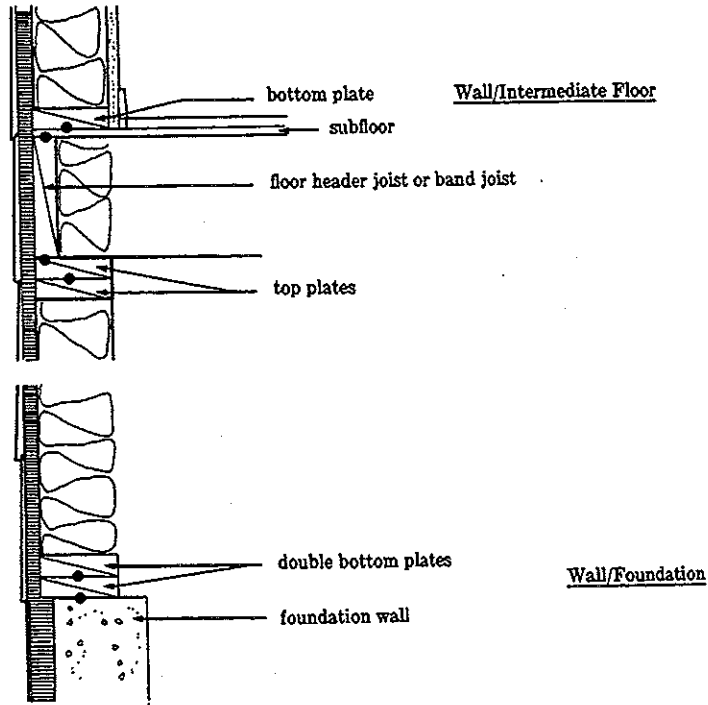 bottom plate
Wall/Intermediate Floor
subfloor
floor header joist or band joist
top plates
double bottom plates
Wall/Foundation
foundation wall